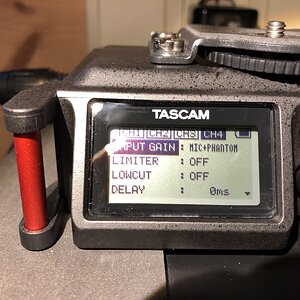 TASCAM
CH1 CH2 CH3 CH4
INPUT GAIN : MIC+PHANTOM
LIMITER : OFF
LOWCUT : OFF
DELAY : 0ms